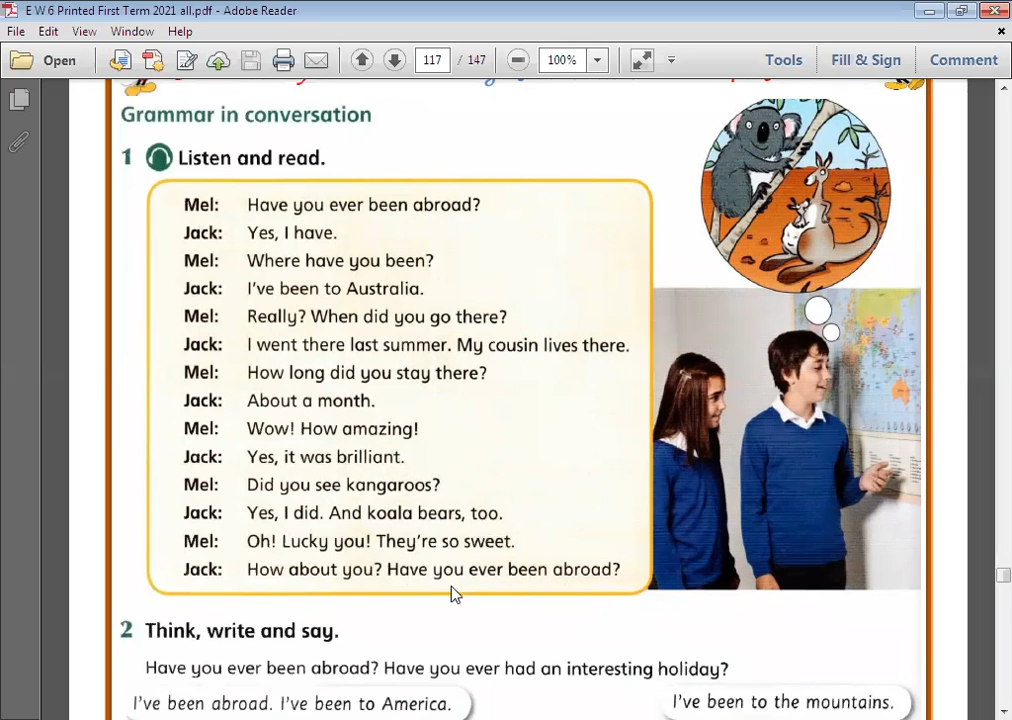 E W 6 Printed First Term 2021 all.pdf - Adobe Reader
File Edit View Window Help
Open 117 / 147 100% Tools Fill & Sign Comment
Grammar in conversation
1 Listen and read.
Mel: Have you ever been abroad?
Jack: Yes, I have.
Mel: Where have you been?
Jack: I've been to Australia.
Mel: Really? When did you go there?
Jack: I went there last summer. My cousin lives there.
Mel: How long did you stay there?
Jack: About a month.
Mel: Wow! How amazing!
Jack: Yes, it was brilliant.
Mel: Did you see kangaroos?
Jack: Yes, I did. And koala bears, too.
Mel: Oh! Lucky you! They're so sweet.
Jack: How about you? Have you ever been abroad?
2 Think, write and say.
Have you ever been abroad? Have you ever had an interesting holiday?
I've been abroad. I've been to America.
I've been to the mountains.